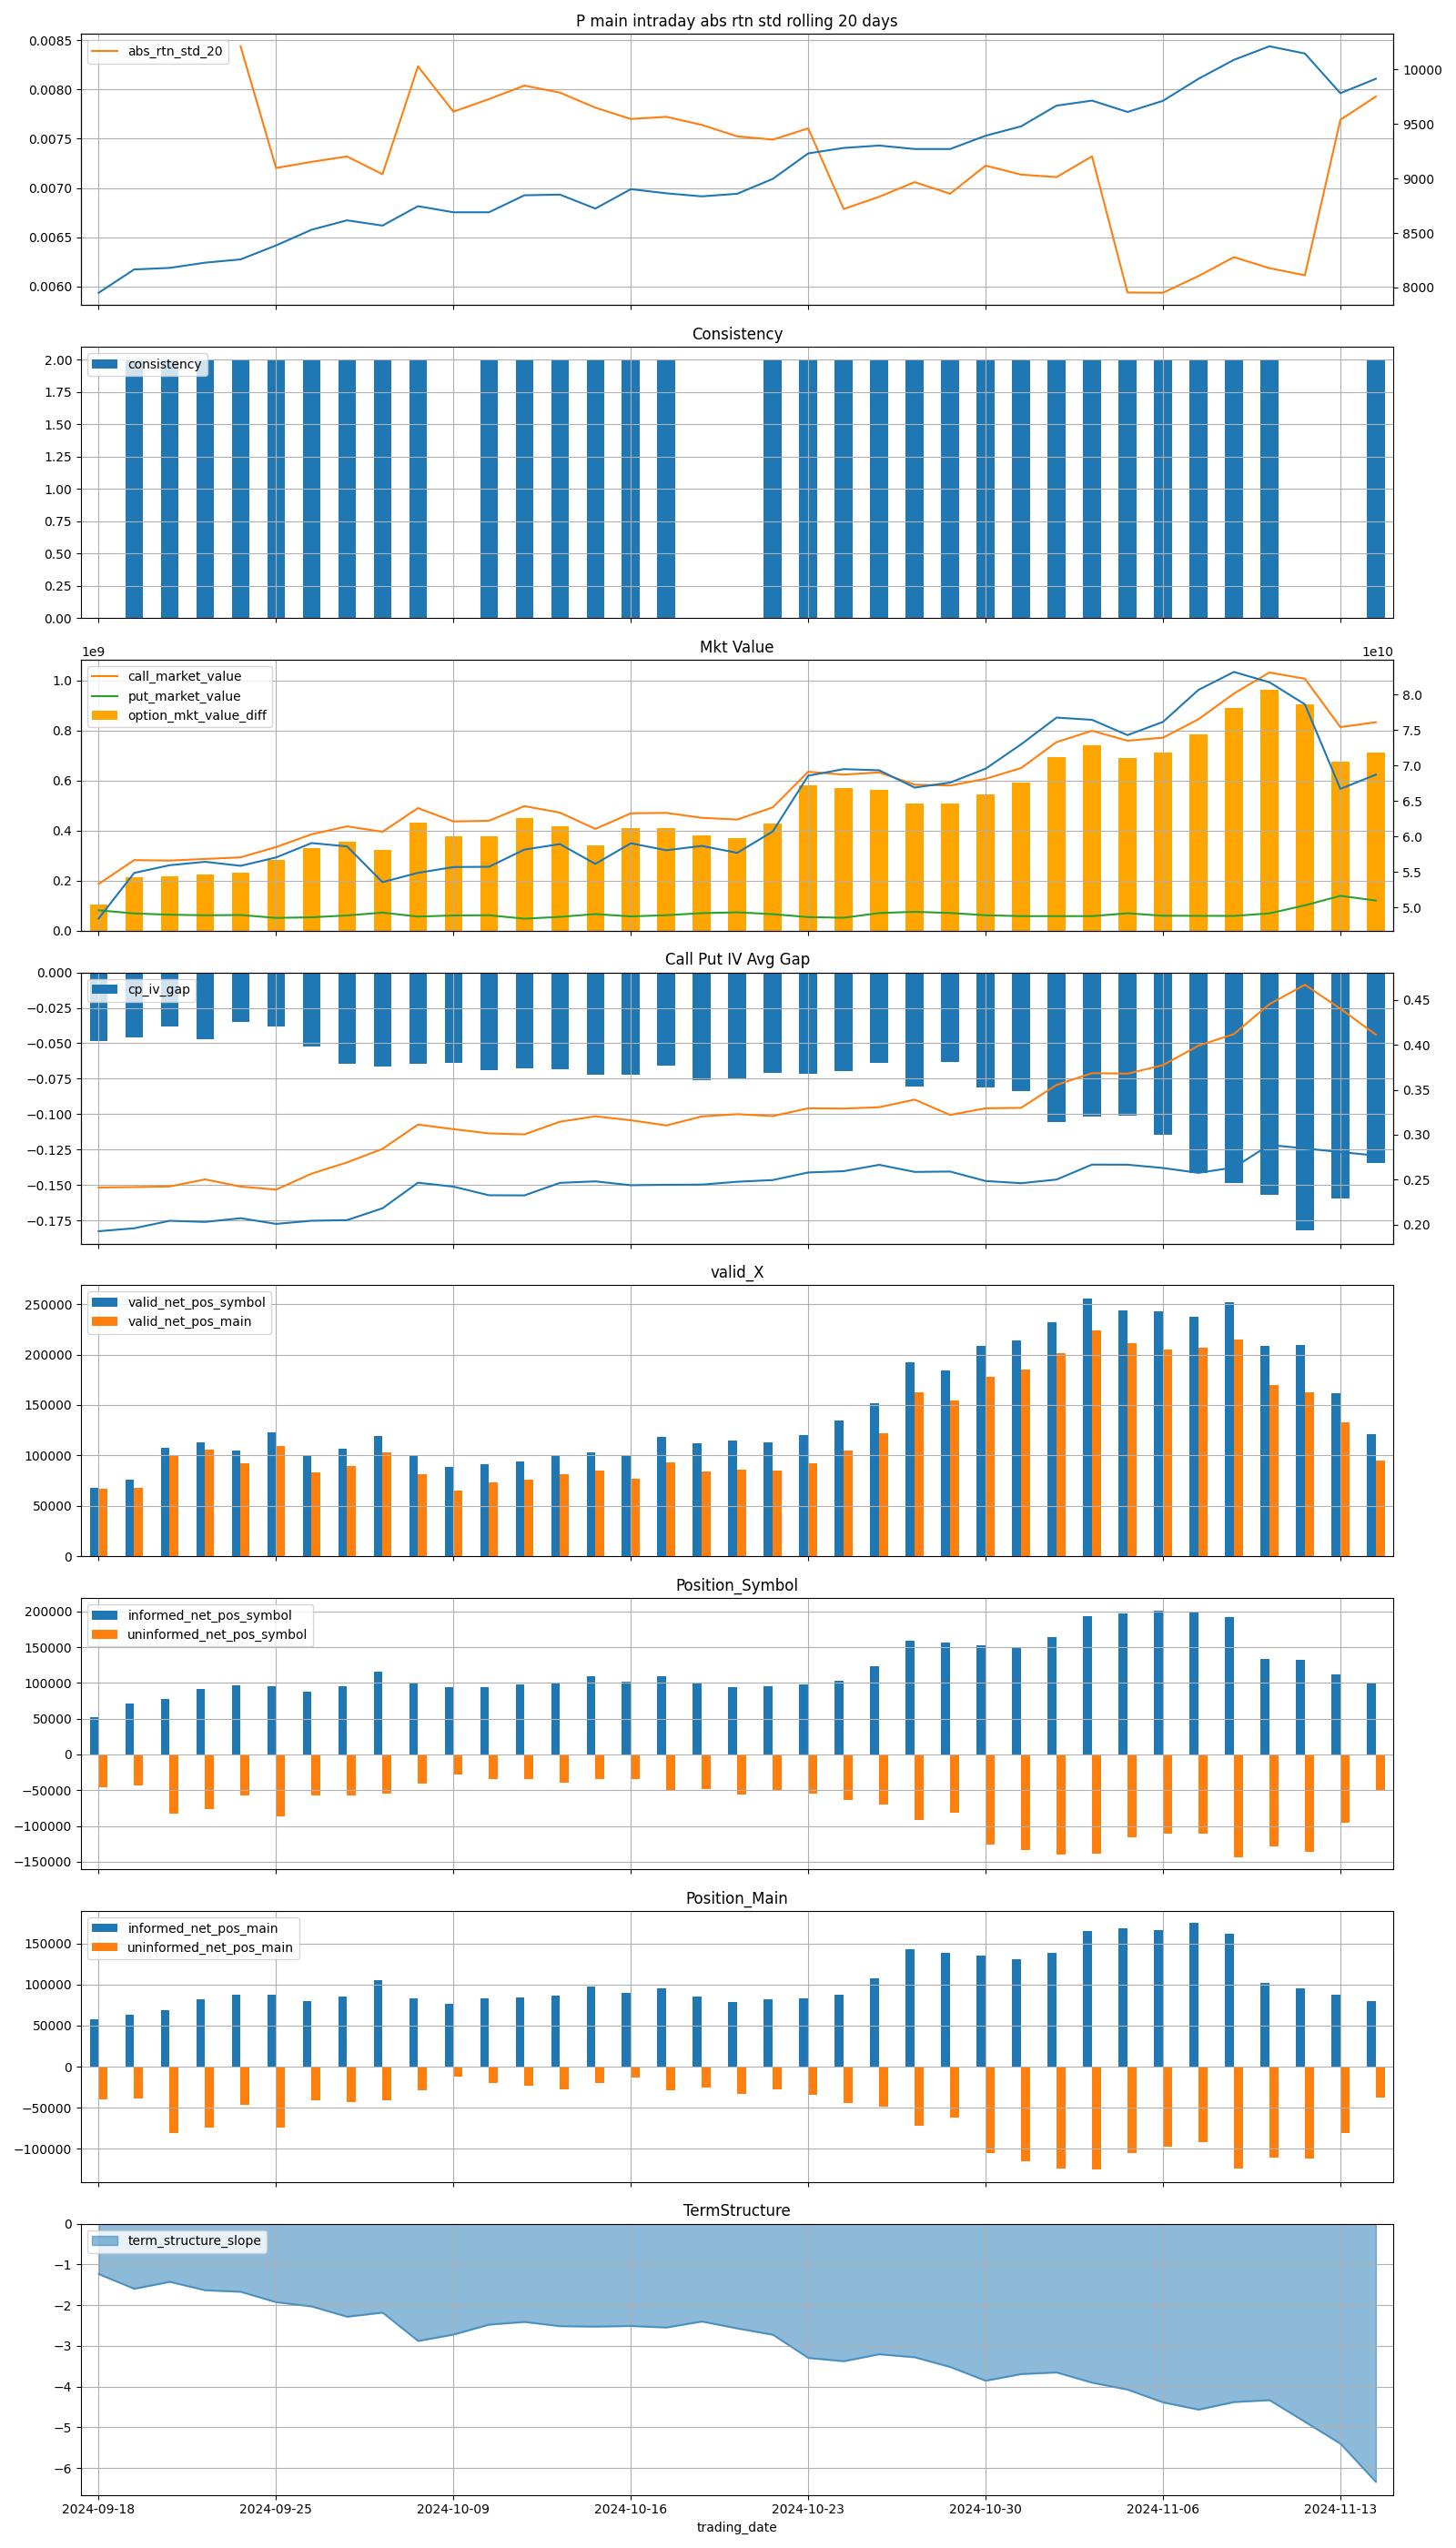 P main intraday abs rtn std rolling 20 days
abs_rtn_std_20
0.0085
0.0080
0.0075
0.0070
0.0065
0.0060
10000
9500
9000
8500
8000
Consistency
consistency
2.00
1.75
1.50
1.25
1.00
0.75
0.50
0.25
0.00
Mkt Value
1e9
1e10
call_market_value
put_market_value
option_mkt_value_diff
1.0
0.8
0.6
0.4
0.2
0.0
8.0
7.5
7.0
6.5
6.0
5.5
5.0
Call Put IV Avg Gap
cp_iv_gap
0.000
−0.025
−0.050
−0.075
−0.100
−0.125
−0.150
−0.175
0.45
0.40
0.35
0.30
0.25
0.20
valid_X
valid_net_pos_symbol
valid_net_pos_main
250000
200000
150000
100000
50000
0
Position_Symbol
informed_net_pos_symbol
uninformed_net_pos_symbol
200000
150000
100000
50000
0
−50000
−100000
−150000
Position_Main
informed_net_pos_main
uninformed_net_pos_main
150000
100000
50000
0
−50000
−100000
TermStructure
term_structure_slope
0
−1
−2
−3
−4
−5
−6
2024-09-18 2024-09-25 2024-10-09 2024-10-16 2024-10-23 2024-10-30 2024-11-06 2024-11-13
trading_date